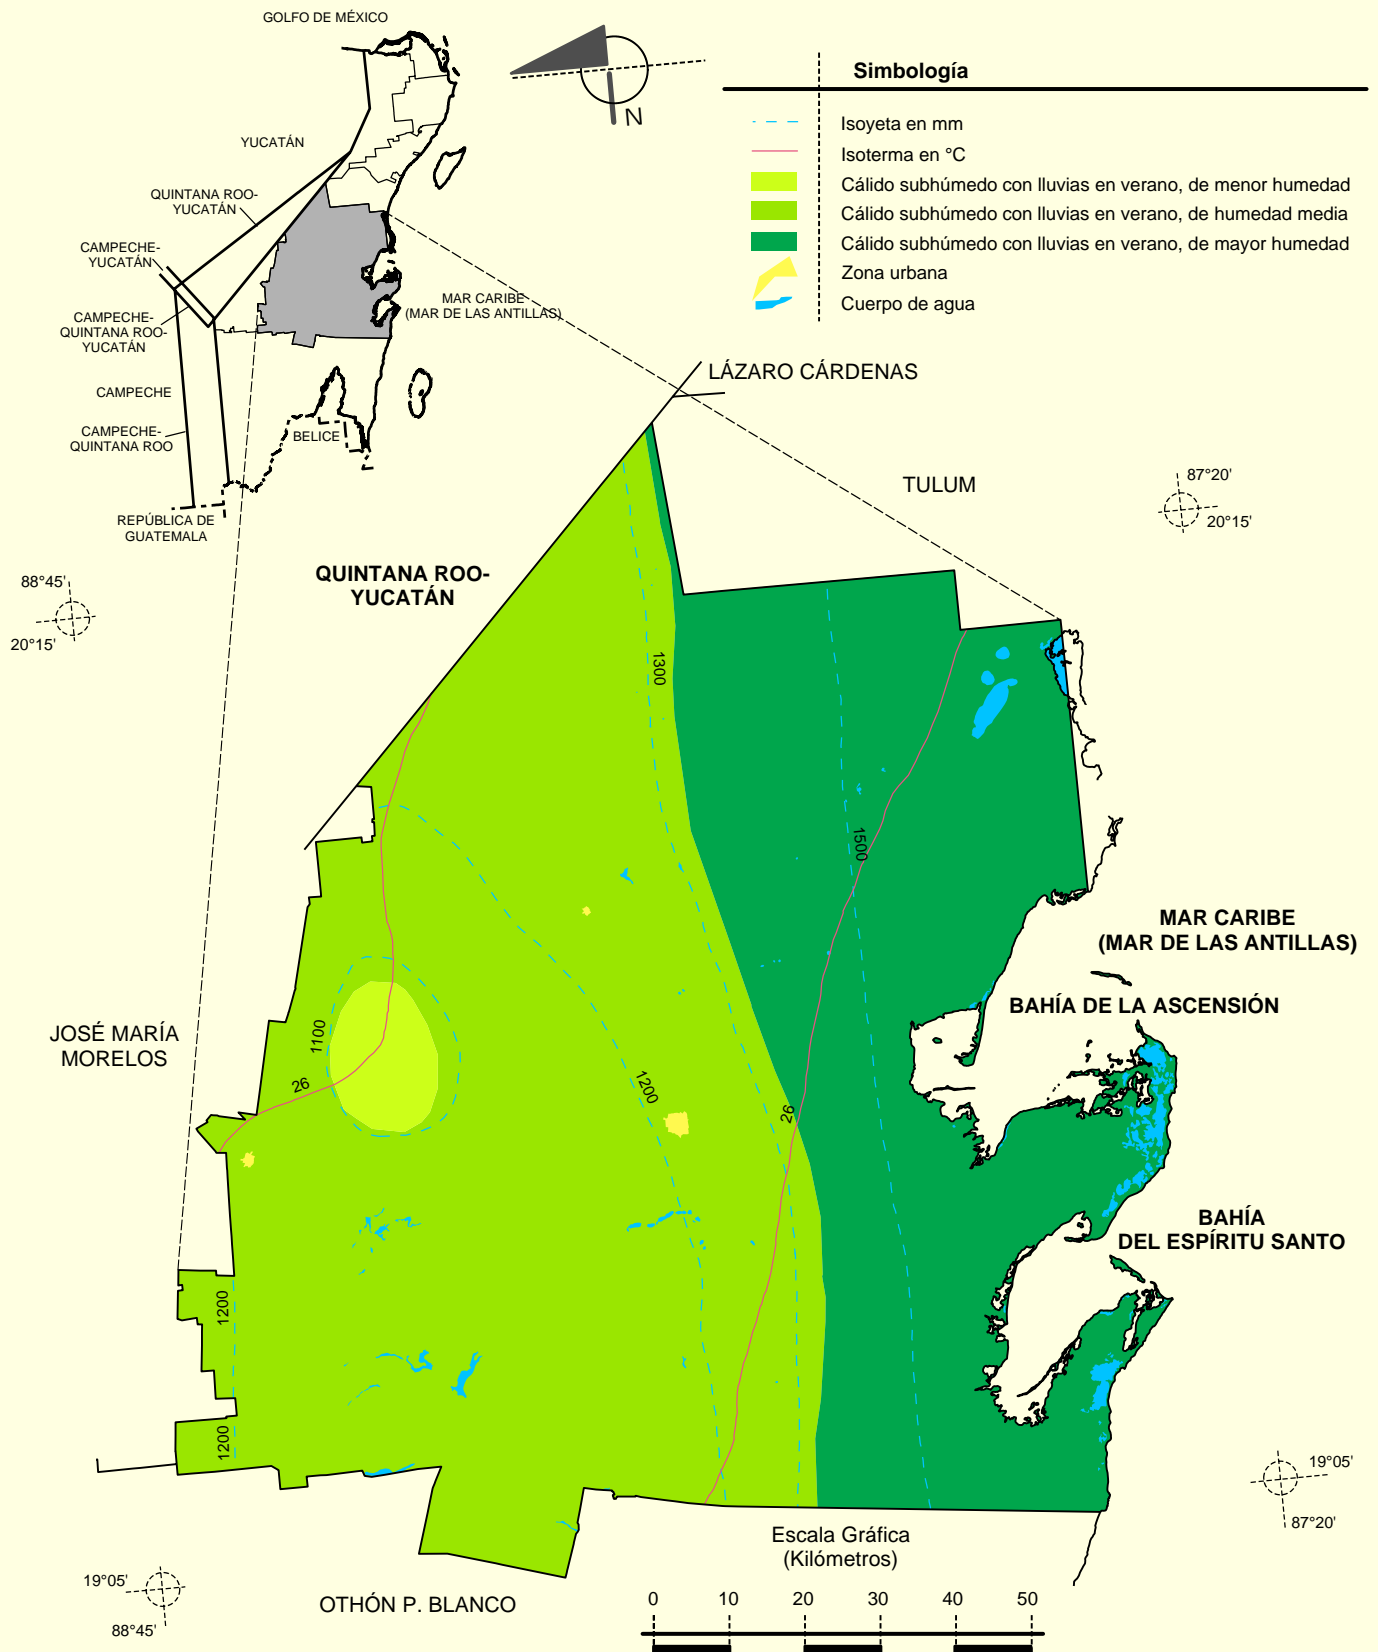 GOLFO DE MÉXICO
YUCATÁN
QUINTANA ROO-
YUCATÁN
CAMPECHE-
YUCATÁN
CAMPECHE-
QUINTANA ROO-
YUCATÁN
CAMPECHE
CAMPECHE-
QUINTANA ROO
REPÚBLICA DE
GUATEMALA
BELICE
MAR CARIBE
(MAR DE LAS ANTILLAS)
N
Simbología
Isoyeta en mm
Isoterma en °C
Cálido subhúmedo con lluvias en verano, de menor humedad
Cálido subhúmedo con lluvias en verano, de humedad media
Cálido subhúmedo con lluvias en verano, de mayor humedad
Zona urbana
Cuerpo de agua
LÁZARO CÁRDENAS
TULUM
87°20'
20°15'
88°45'
20°15'
QUINTANA ROO-
YUCATÁN
1300
1500
MAR CARIBE
(MAR DE LAS ANTILLAS)
BAHÍA DE LA ASCENSIÓN
JOSÉ MARÍA
MORELOS
1100
26
1200
26
BAHÍA
DEL ESPÍRITU SANTO
1200
1200
19°05'
87°20'
19°05'
88°45'
OTHÓN P. BLANCO
Escala Gráfica
(Kilómetros)
0 10 20 30 40 50